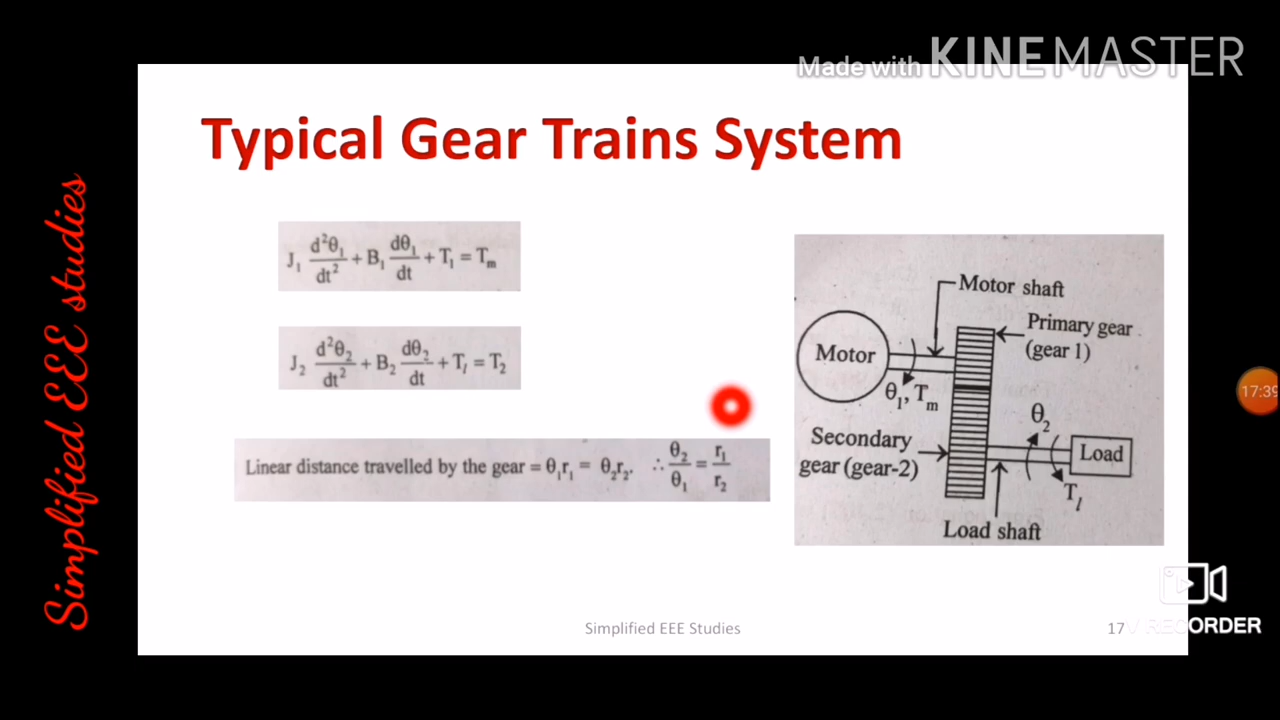 Made with KINEMASTER
Typical Gear Trains System
Simplified EEE studies
J₁ d²θ₁/dt² + B₁ dθ₁/dt + T₁ = Tₘ
J₂ d²θ₂/dt² + B₂ dθ₂/dt + Tₗ = T₂
Linear distance travelled by the gear = θ₁r₁ = θ₂r₂. ∴ θ₂/θ₁ = r₁/r₂
Motor shaft
Primary gear
(gear 1)
Motor
θ₁, Tₘ
θ₂
Secondary
gear (gear-2)
Load
Tₗ
Load shaft
17:39
Simplified EEE Studies
17
RECORDER